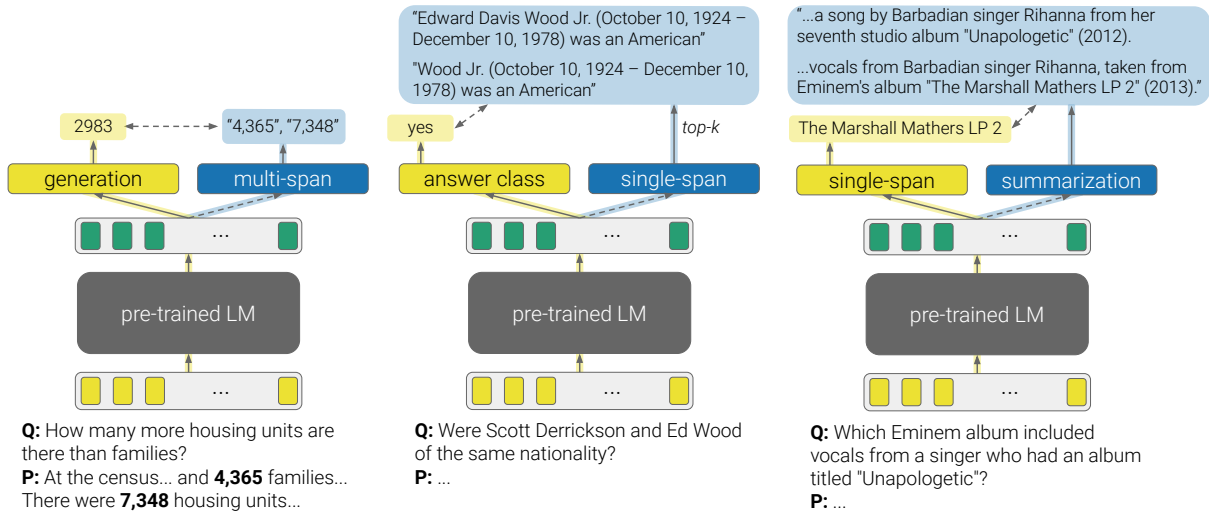 2983
"4,365", "7,348"
generation
multi-span
...
pre-trained LM
...
Q: How many more housing units are
there than families?
P: At the census... and 4,365 families...
There were 7,348 housing units...
"Edward Davis Wood Jr. (October 10, 1924 –
December 10, 1978) was an American”
"Wood Jr. (October 10, 1924 – December 10,
1978) was an American”
yes
top-k
answer class
single-span
...
pre-trained LM
...
Q: Were Scott Derrickson and Ed Wood
of the same nationality?
P: ...
"...a song by Barbadian singer Rihanna from her
seventh studio album "Unapologetic" (2012).
...vocals from Barbadian singer Rihanna, taken from
Eminem's album "The Marshall Mathers LP 2" (2013).”
The Marshall Mathers LP 2
single-span
summarization
...
pre-trained LM
...
Q: Which Eminem album included
vocals from a singer who had an album
titled "Unapologetic"?
P: ...